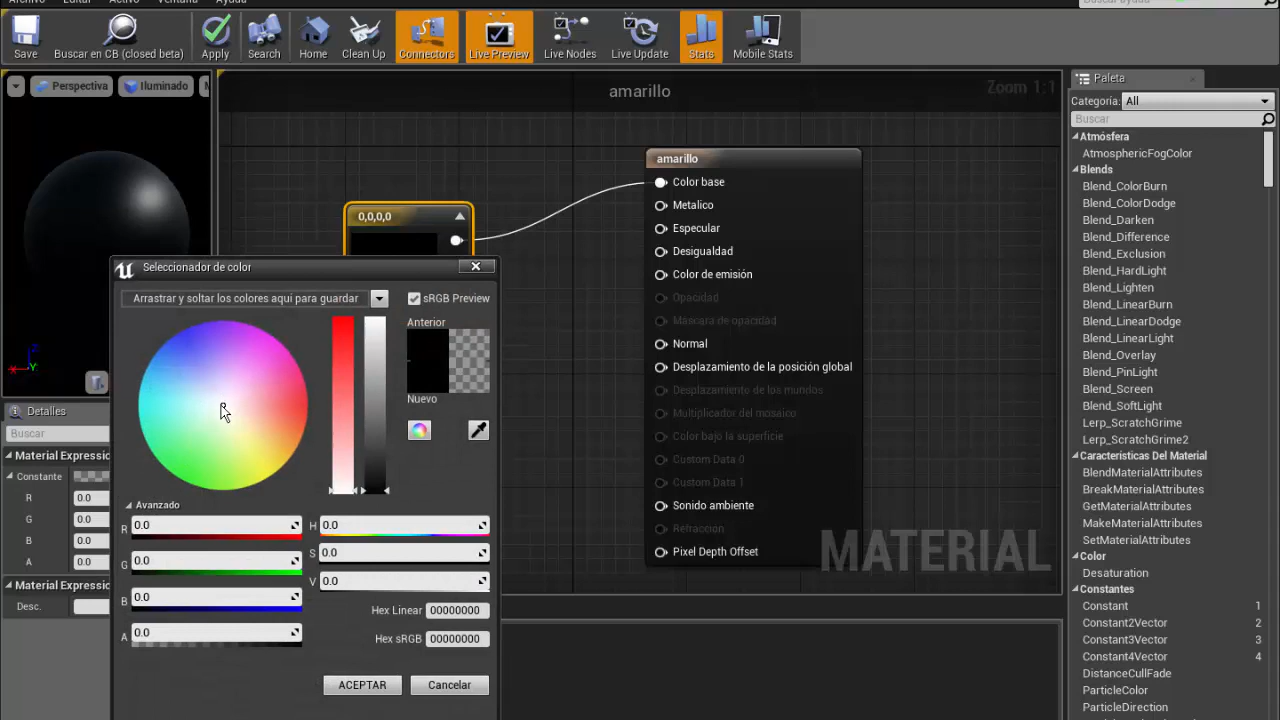 Archivo Editar Activo Ventana Ayuda
Buscar ayuda
Save
Buscar en CB (closed beta)
Apply
Search
Home
Clean Up
Connectors
Live Preview
Live Nodes
Live Update
Stats
Mobile Stats
Perspectiva
Iluminado
amarillo
Zoom 1:1
Paleta
Categoría: All
Buscar
Atmósfera
AtmosphericFogColor
Blends
Blend_ColorBurn
Blend_ColorDodge
Blend_Darken
Blend_Difference
Blend_Exclusion
Blend_HardLight
Blend_Lighten
Blend_LinearBurn
Blend_LinearDodge
Blend_LinearLight
Blend_Overlay
Blend_PinLight
Blend_Screen
Blend_SoftLight
Lerp_ScratchGrime
Lerp_ScratchGrime2
Características Del Material
BlendMaterialAttributes
BreakMaterialAttributes
GetMaterialAttributes
MakeMaterialAttributes
SetMaterialAttributes
Color
Desaturation
Constantes
Constant 1
Constant2Vector 2
Constant3Vector 3
Constant4Vector 4
DistanceCullFade
ParticleColor
ParticleDirection
0,0,0,0
amarillo
Color base
Metalico
Especular
Desigualdad
Color de emisión
Opacidad
Máscara de opacidad
Normal
Desplazamiento de la posición global
Desplazamiento de los mundos
Multiplicador del mosaico
Color bajo la superficie
Custom Data 0
Custom Data 1
Sonido ambiente
Refracción
Pixel Depth Offset
MATERIAL
Z
Y
Detalles
Buscar
Material Expressio
Constante
R 0.0
G 0.0
B 0.0
A 0.0
Material Expressio
Desc.
Seleccionador de color
Arrastrar y soltar los colores aquí para guardar
sRGB Preview
Anterior
Nuevo
Avanzado
R 0.0
G 0.0
B 0.0
A 0.0
H 0.0
S 0.0
V 0.0
Hex Linear 00000000
Hex sRGB 00000000
ACEPTAR
Cancelar